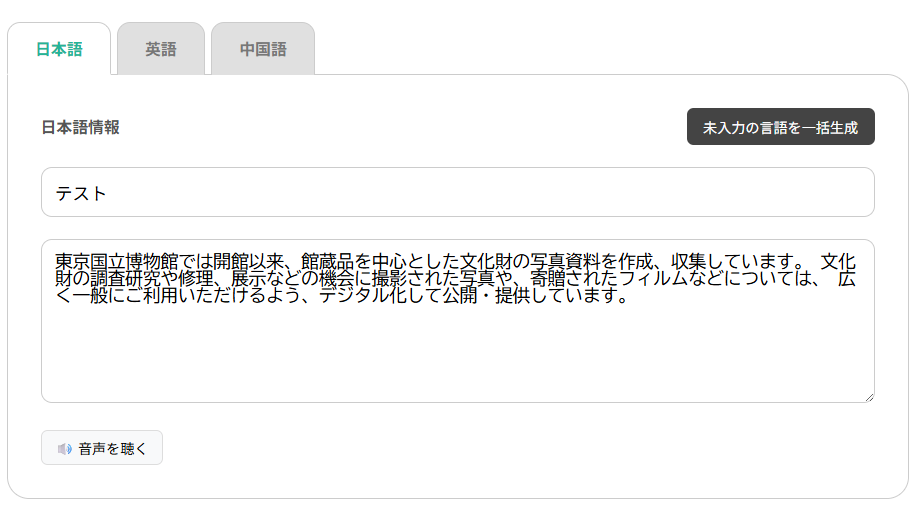 日本語
英語
中国語
日本語情報
未入力の言語を一括生成
テスト
東京国立博物館では開館以来、館蔵品を中心とした文化財の写真資料を作成、収集しています。 文化
財の調査研究や修理、展示などの機会に撮影された写真や、寄贈されたフィルムなどについては、 広
く一般にご利用いただけるよう、デジタル化して公開・提供しています。
音声を聴く